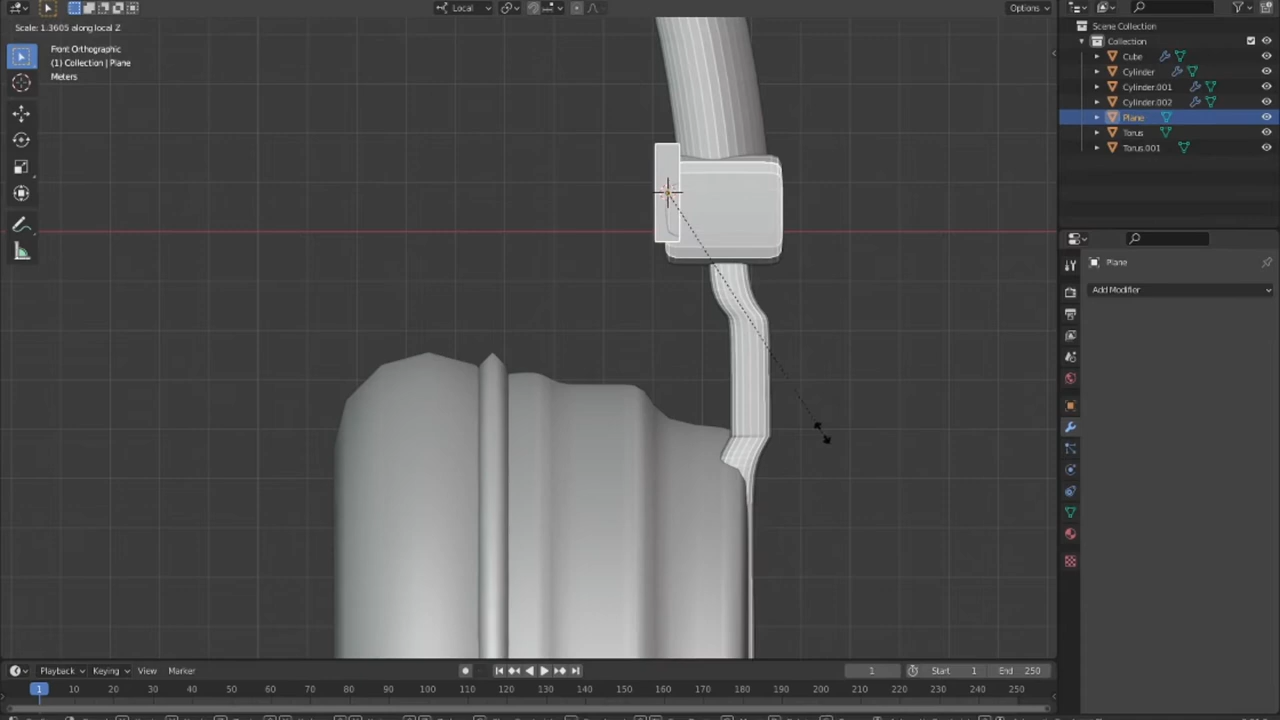 Local
Options
Scale: 1.3605 along local Z
Front Orthographic
(1) Collection | Plane
Meters
Scene Collection
Collection
Cube
Cylinder
Cylinder.001
Cylinder.002
Plane
Torus
Torus.001
Plane
Add Modifier
Playback
Keying
View
Marker
1
Start 1
End 250
1 10 20 30 40 50 60 70 80 90 100 110 120 130 140 150 160 170 180 190 200 210 220 230 240 250